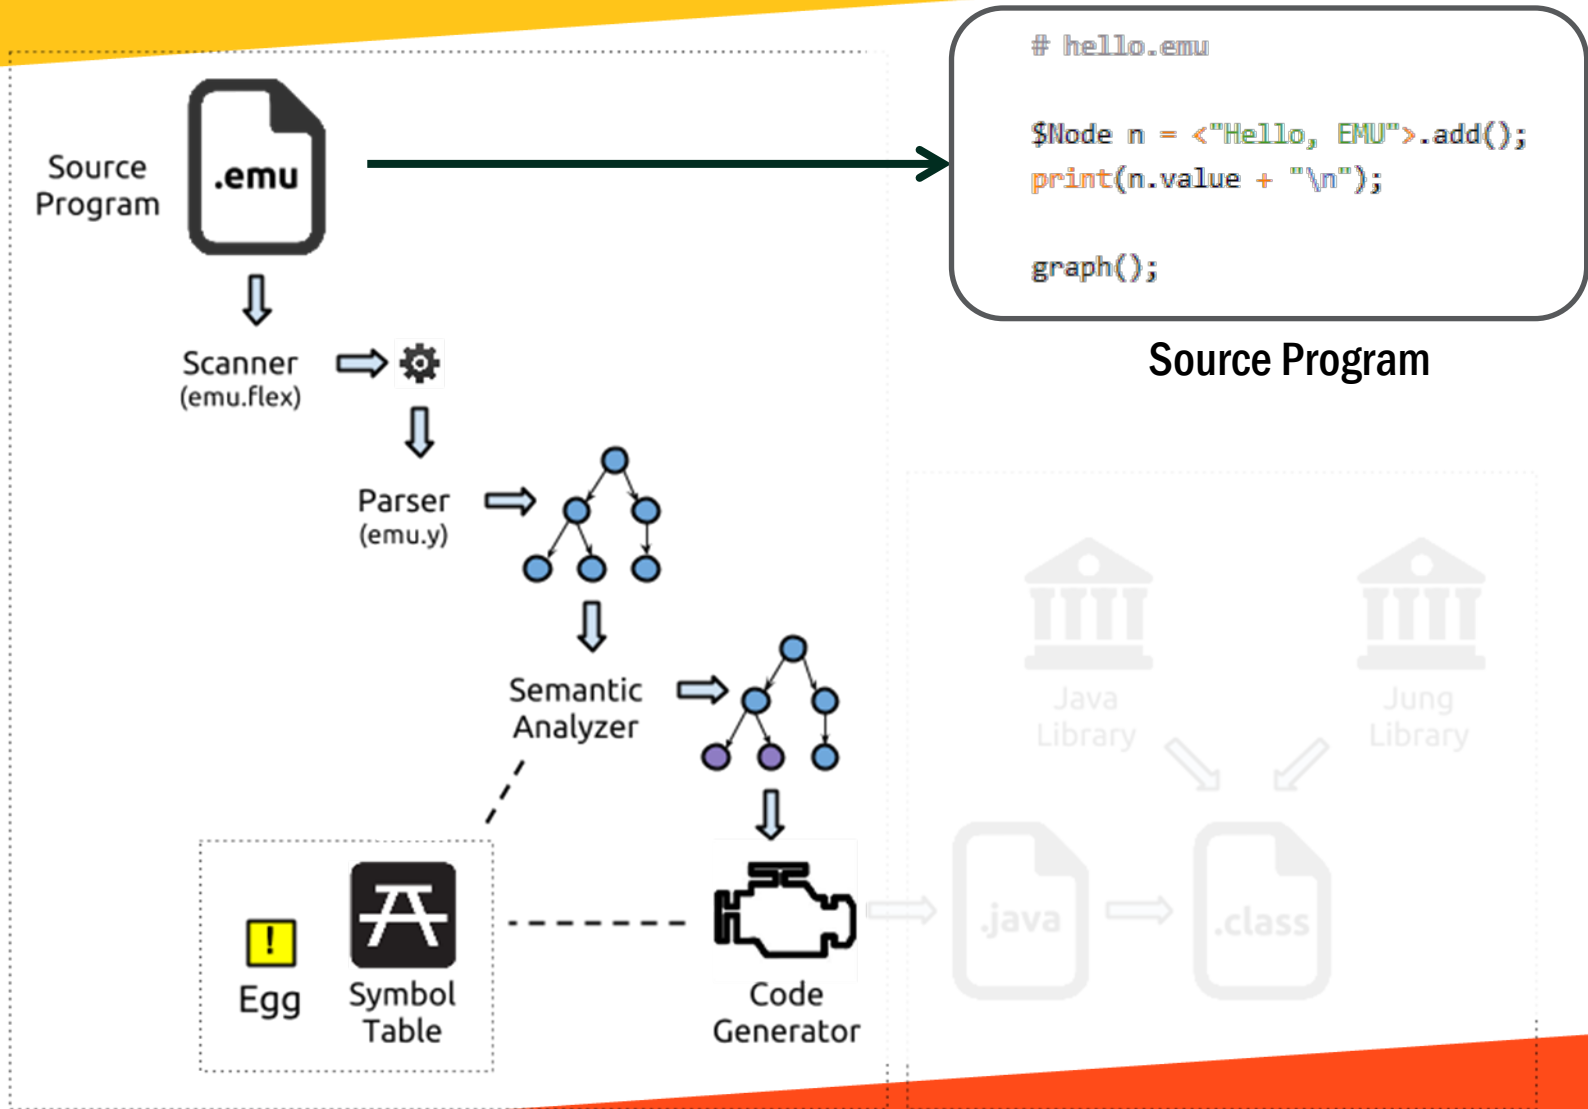 # hello.emu
$Node n = <"Hello, EMU">.add();
print(n.value + "\n");
graph();
Source Program
Source
Program
.emu
Scanner
(emu.flex)
Parser
(emu.y)
Semantic
Analyzer
!
Egg
Symbol
Table
Code
Generator
Java
Library
Jung
Library
.java
.class